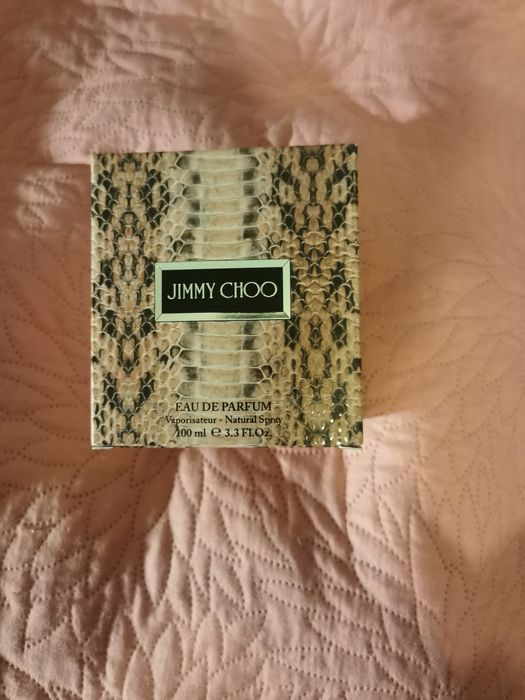 JIMMY CHOO
EAU DE PARFUM
Vaporisateur - Natural Spray
100 ml ℮ 3.3 Fl.Oz.